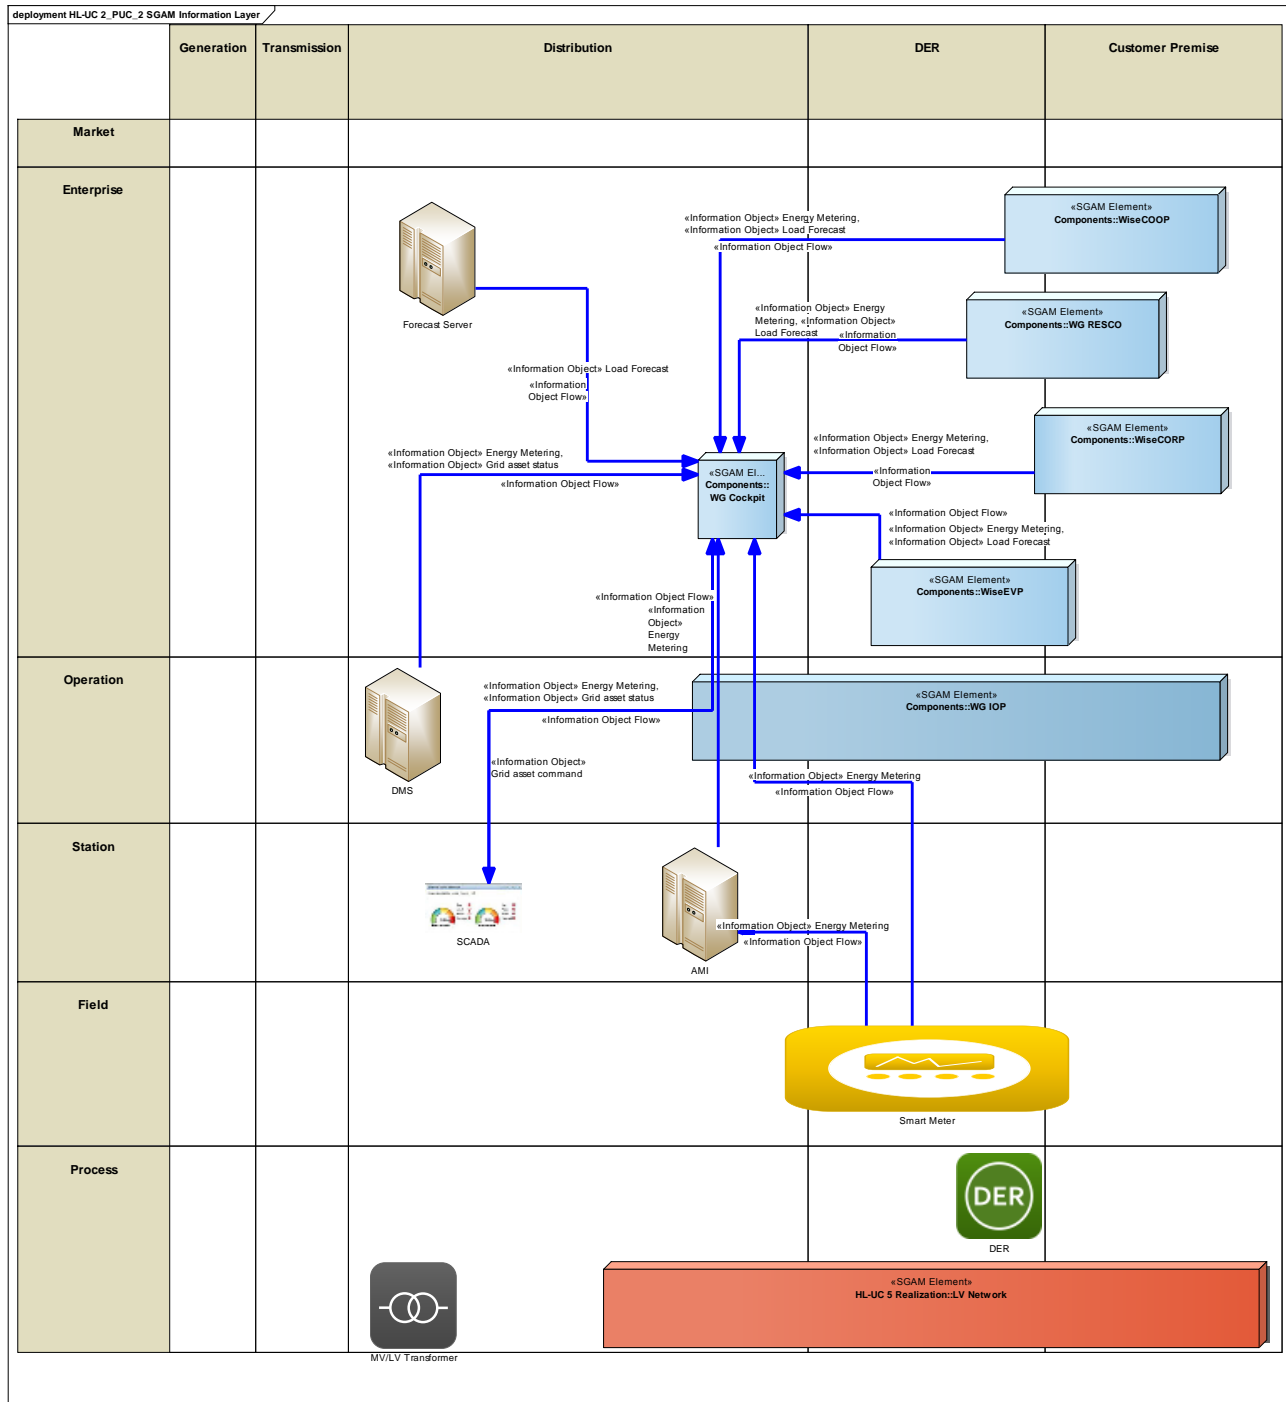 deployment HL-UC 2_PUC_2 SGAM Information Layer
Generation
Transmission
Distribution
DER
Customer Premise
Market
Enterprise
«SGAM Element»
Components::WiseCOOP
«Information Object» Energy Metering,
«Information Object» Load Forecast
«Information Object Flow»
Forecast Server
«SGAM Element»
Components::WG RESCO
«Information Object» Energy
Metering, «Information Object»
Load Forecast
«Information
Object Flow»
«Information Object» Load Forecast
«Information
Object Flow»
«SGAM Element»
Components::WiseCORP
«Information Object» Energy Metering,
«Information Object» Load Forecast
«Information
Object Flow»
«Information Object» Energy Metering,
«Information Object» Grid asset status
«Information Object Flow»
«SGAM El...
Components::
WG Cockpit
«Information Object Flow»
«Information Object» Energy Metering,
«Information Object» Load Forecast
«SGAM Element»
Components::WiseEVP
«Information Object Flow»
«Information
Object»
Energy
Metering
Operation
«Information Object» Energy Metering,
«Information Object» Grid asset status
«Information Object Flow»
«SGAM Element»
Components::WG IOP
«Information Object»
Grid asset command
DMS
«Information Object» Energy Metering
«Information Object Flow»
Station
SCADA
AMI
«Information Object» Energy Metering
«Information Object Flow»
Field
Smart Meter
Process
DER
DER
«SGAM Element»
HL-UC 5 Realization::LV Network
MV/LV Transformer